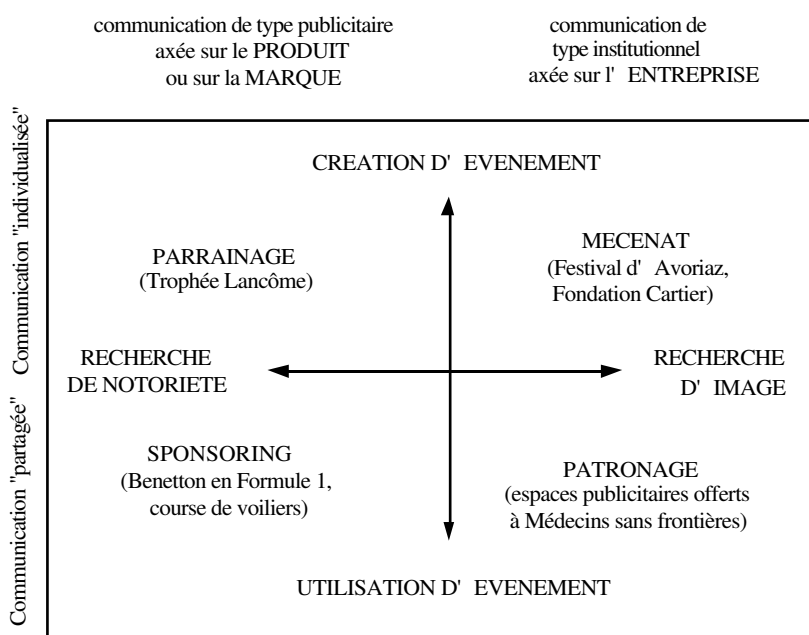 communication de type publicitaire
axée sur le PRODUIT
ou sur la MARQUE
communication de
type institutionnel
axée sur l' ENTREPRISE
Communication "individualisée"
Communication "partagée"
CREATION D' EVENEMENT
PARRAINAGE
(Trophée Lancôme)
MECENAT
(Festival d' Avoriaz,
Fondation Cartier)
RECHERCHE
DE NOTORIETE
RECHERCHE
D' IMAGE
SPONSORING
(Benetton en Formule 1,
course de voiliers)
PATRONAGE
(espaces publicitaires offerts
à Médecins sans frontières)
UTILISATION D' EVENEMENT